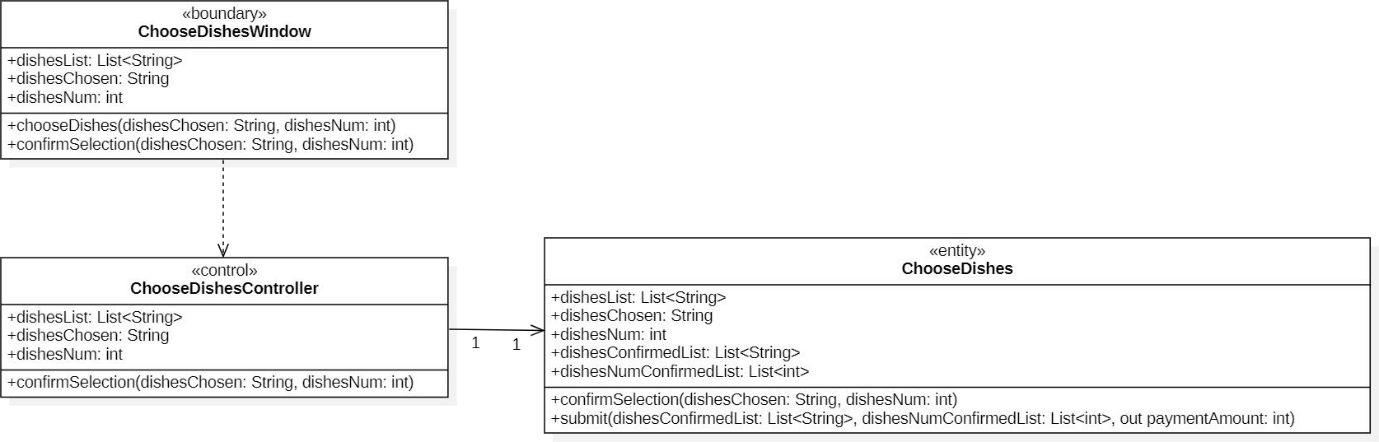 «boundary»
ChooseDishesWindow
+dishesList: List<String>
+dishesChosen: String
+dishesNum: int
+chooseDishes(dishesChosen: String, dishesNum: int)
+confirmSelection(dishesChosen: String, dishesNum: int)
«control»
ChooseDishesController
+dishesList: List<String>
+dishesChosen: String
+dishesNum: int
+confirmSelection(dishesChosen: String, dishesNum: int)
1
1
«entity»
ChooseDishes
+dishesList: List<String>
+dishesChosen: String
+dishesNum: int
+dishesConfirmedList: List<String>
+dishesNumConfirmedList: List<int>
+confirmSelection(dishesChosen: String, dishesNum: int)
+submit(dishesConfirmedList: List<String>, dishesNumConfirmedList: List<int>, out paymentAmount: int)